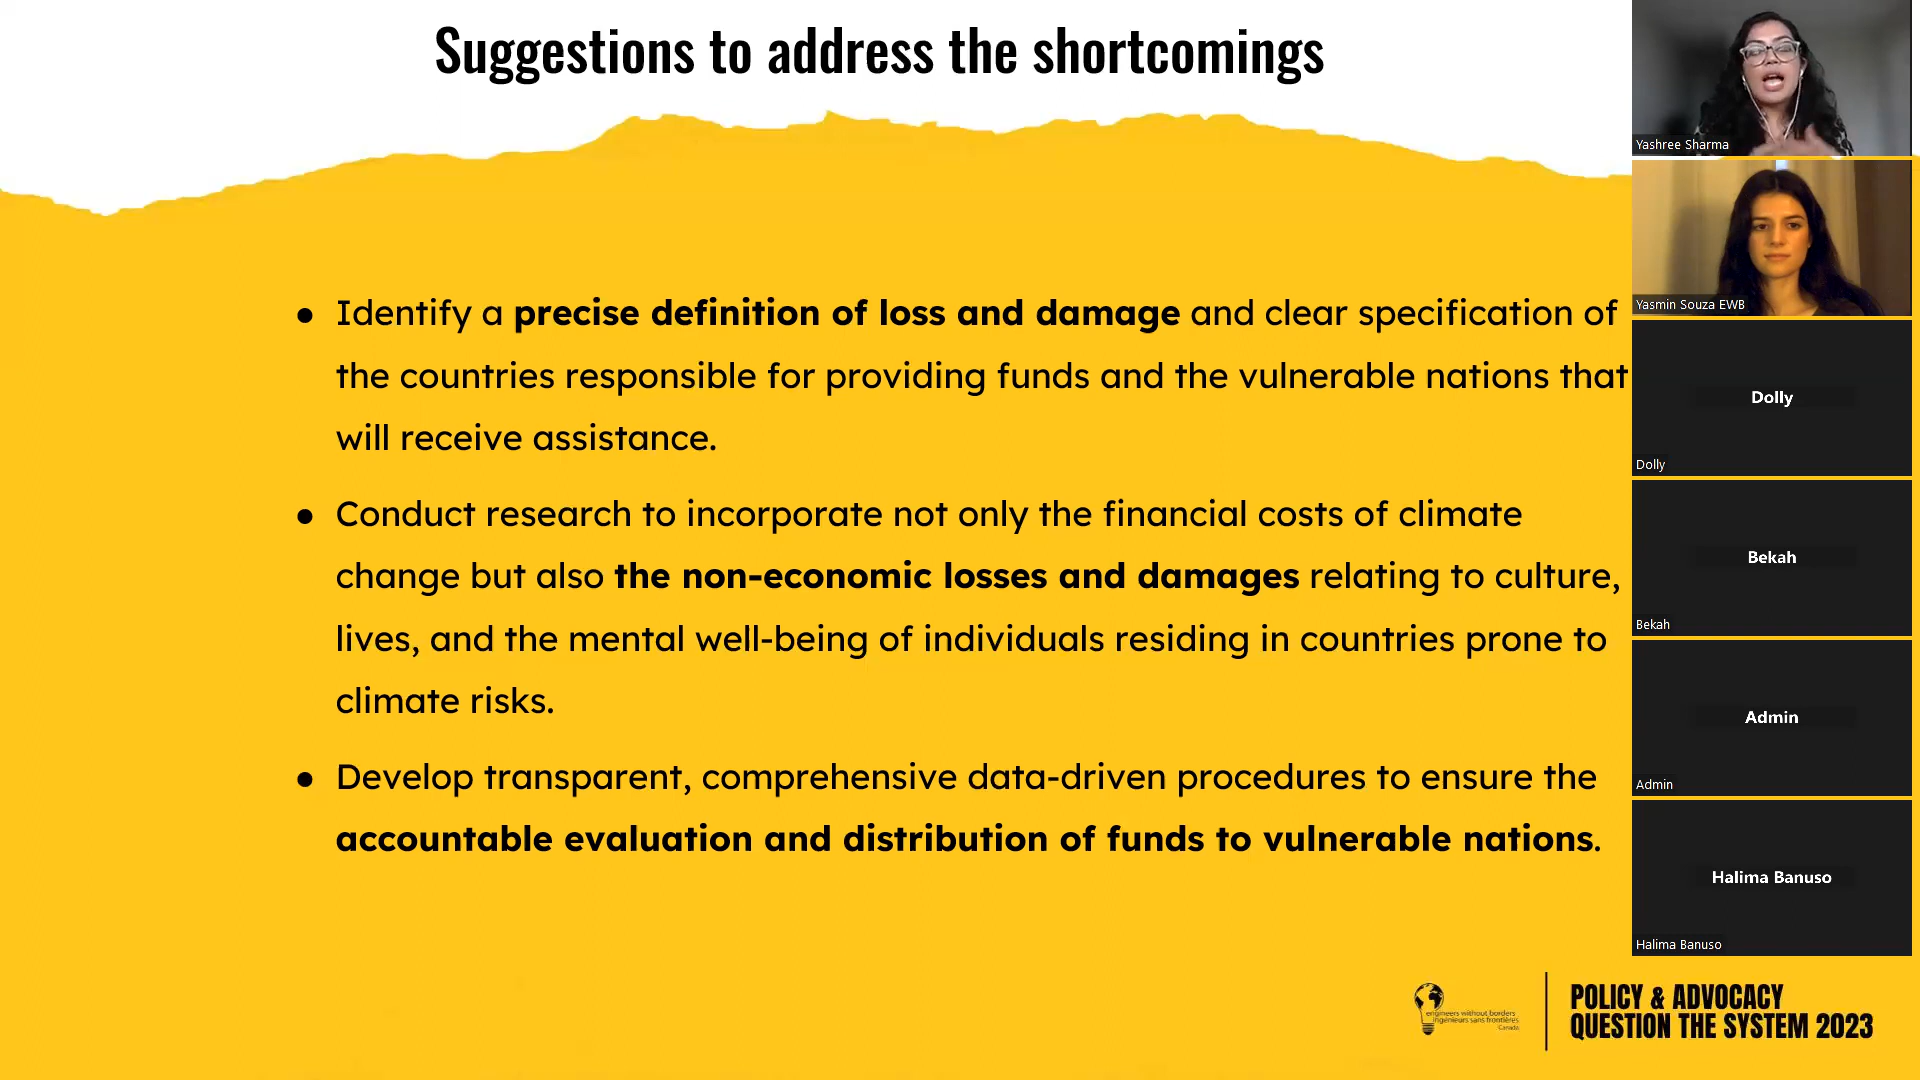 Suggestions to address the shortcomings
● Identify a precise definition of loss and damage and clear specification of
the countries responsible for providing funds and the vulnerable nations that
will receive assistance.
● Conduct research to incorporate not only the financial costs of climate
change but also the non-economic losses and damages relating to culture,
lives, and the mental well-being of individuals residing in countries prone to
climate risks.
● Develop transparent, comprehensive data-driven procedures to ensure the
accountable evaluation and distribution of funds to vulnerable nations.
Yashree Sharma
Yasmin Souza EWB
Dolly
Dolly
Bekah
Bekah
Admin
Admin
Halima Banuso
Halima Banuso
engineers without borders
ingénieurs sans frontières
Canada
POLICY & ADVOCACY
QUESTION THE SYSTEM 2023